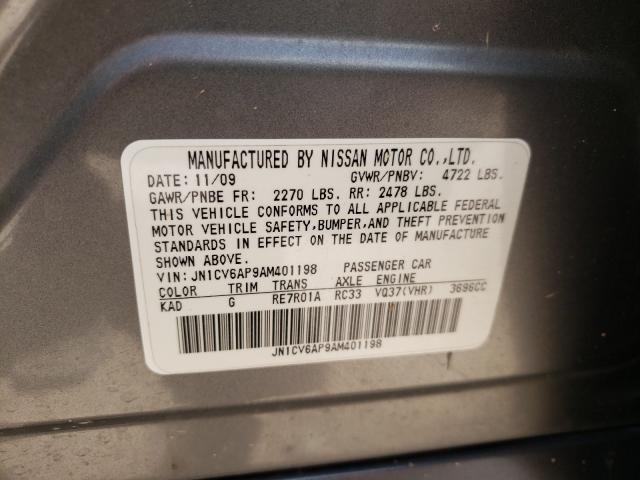 MANUFACTURED BY NISSAN MOTOR CO.,LTD.
DATE: 11/09 GVWR/PNBV: 4722 LBS.
GAWR/PNBE FR: 2270 LBS. RR: 2478 LBS.
THIS VEHICLE CONFORMS TO ALL APPLICABLE FEDERAL
MOTOR VEHICLE SAFETY,BUMPER,AND THEFT PREVENTION
STANDARDS IN EFFECT ON THE DATE OF MANUFACTURE
SHOWN ABOVE.
VIN: JN1CV6AP9AM401198 PASSENGER CAR
COLOR TRIM TRANS AXLE ENGINE
KAD G RE7R01A RC33 VQ37(VHR) 3696CC
JN1CV6AP9AM401198